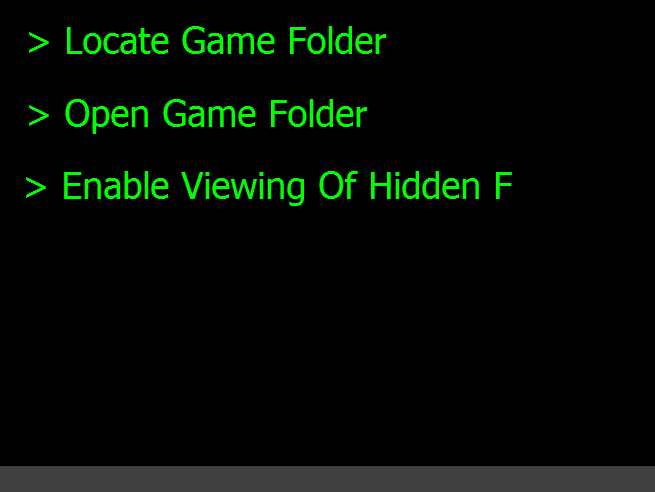 > Locate Game Folder
> Open Game Folder
> Enable Viewing Of Hidden F